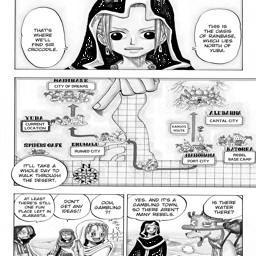 THIS IS
THE OASIS
OF RAINBASE,
WHICH LIES
NORTH OF
YUBA.
THAT'S
WHERE
WE'LL
FIND SIR
CROCODILE.
RAINBASE
CITY OF DREAMS
ALUBARNA
CAPITAL CITY
YUBA
CURRENT
LOCATION
KATOREA
REBEL
BASE CAMP
SPIDERS CAFE
ERUMALU
RUINED CITY
NANOHANA
PORT CITY
IT'LL TAKE
A WHOLE
DAY TO
WALK THROUGH
THE DESERT.
IS THERE
WATER
THERE?
YES. AND IT'S A
GAMBLING TOWN,
SO THERE
AREN'T MANY
REBELS.
OOH,
GAMBLING
?!
DON'T
GET ANY
IDEAS!!
AT LEAST
THERE'S STILL
ONE FUN
PLACE LEFT IN
ALABASTA.